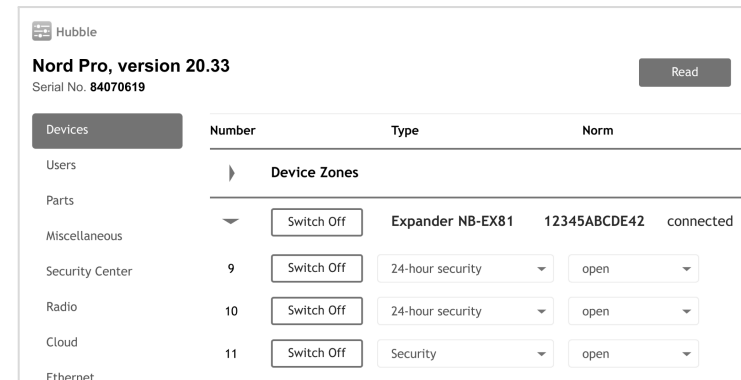 Hubble
Nord Pro, version 20.33
Serial No. 84070619
Read
Devices
Users
Parts
Miscellaneous
Security Center
Radio
Cloud
Ethernet
Number Type Norm
Device Zones
Switch Off Expander NB-EX81 12345ABCDE42 connected
9 Switch Off 24-hour security open
10 Switch Off 24-hour security open
11 Switch Off Security open